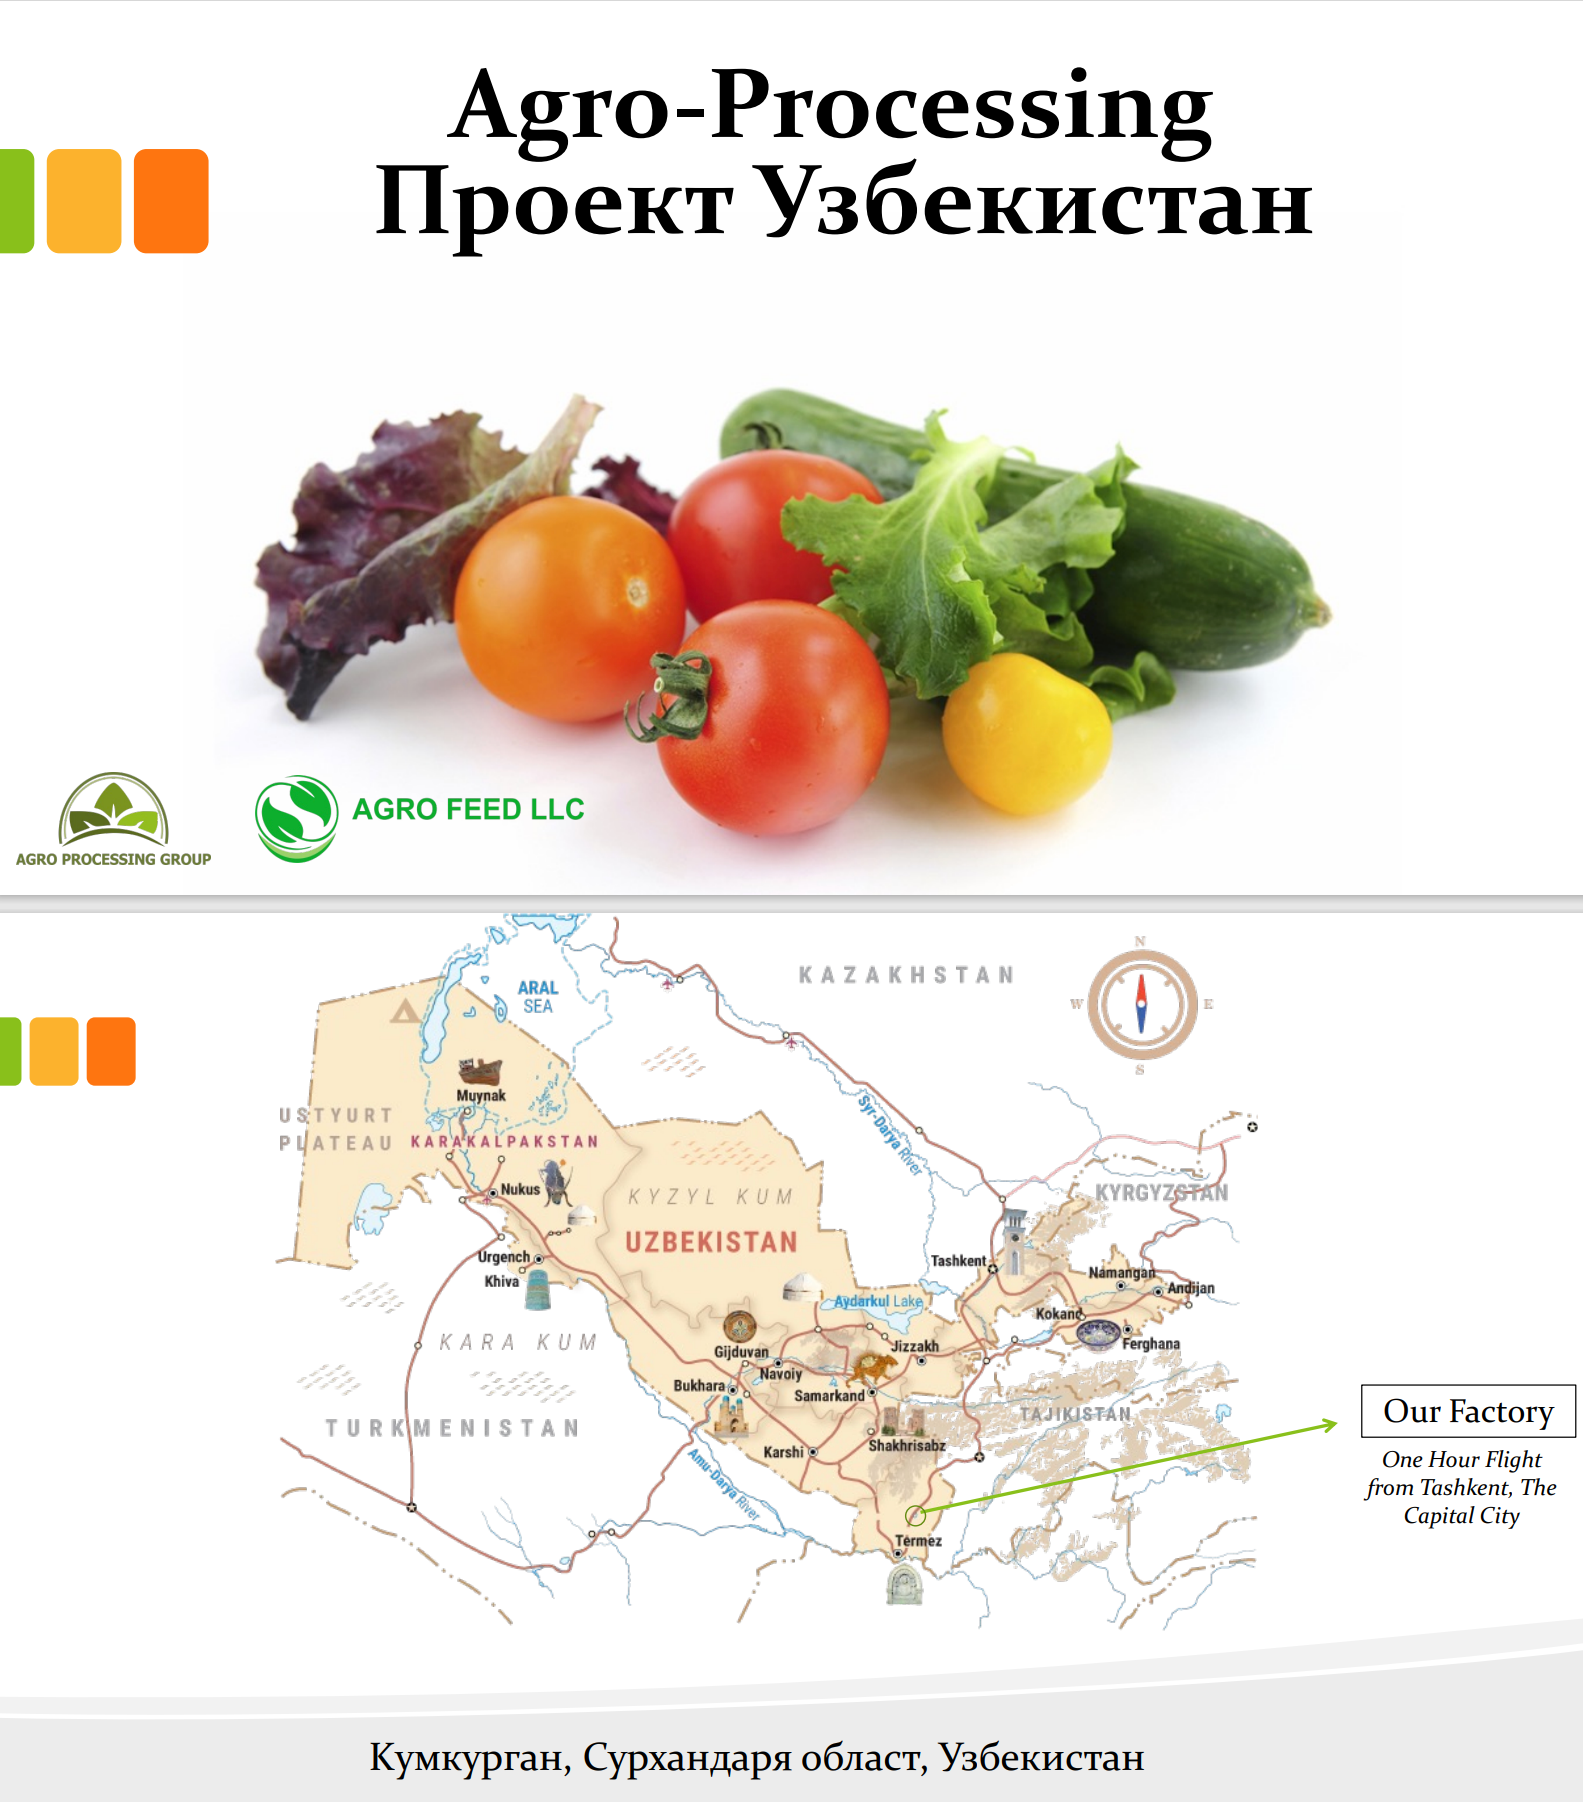 Agro-Processing
Проект Узбекистан
AGRO PROCESSING GROUP
AGRO FEED LLC
N
W
E
S
KAZAKHSTAN
ARAL
SEA
Muynak
USTYURT
PLATEAU
KARAKALPAKSTAN
Syr-Darya River
Nukus
KYZYL KUM
KYRGYZSTAN
UZBEKISTAN
Urgench
Khiva
Tashkent
Namangan
Andijan
Aydarkul Lake
Kokand
KARA KUM
Gijduvan
Jizzakh
Ferghana
Navoiy
Bukhara
Samarkand
TURKMENISTAN
TAJIKISTAN
Our Factory
Karshi
Shakhrisabz
One Hour Flight
from Tashkent, The
Capital City
Amu-Darya River
Termez
Кумкурган, Сурхандаря област, Узбекистан